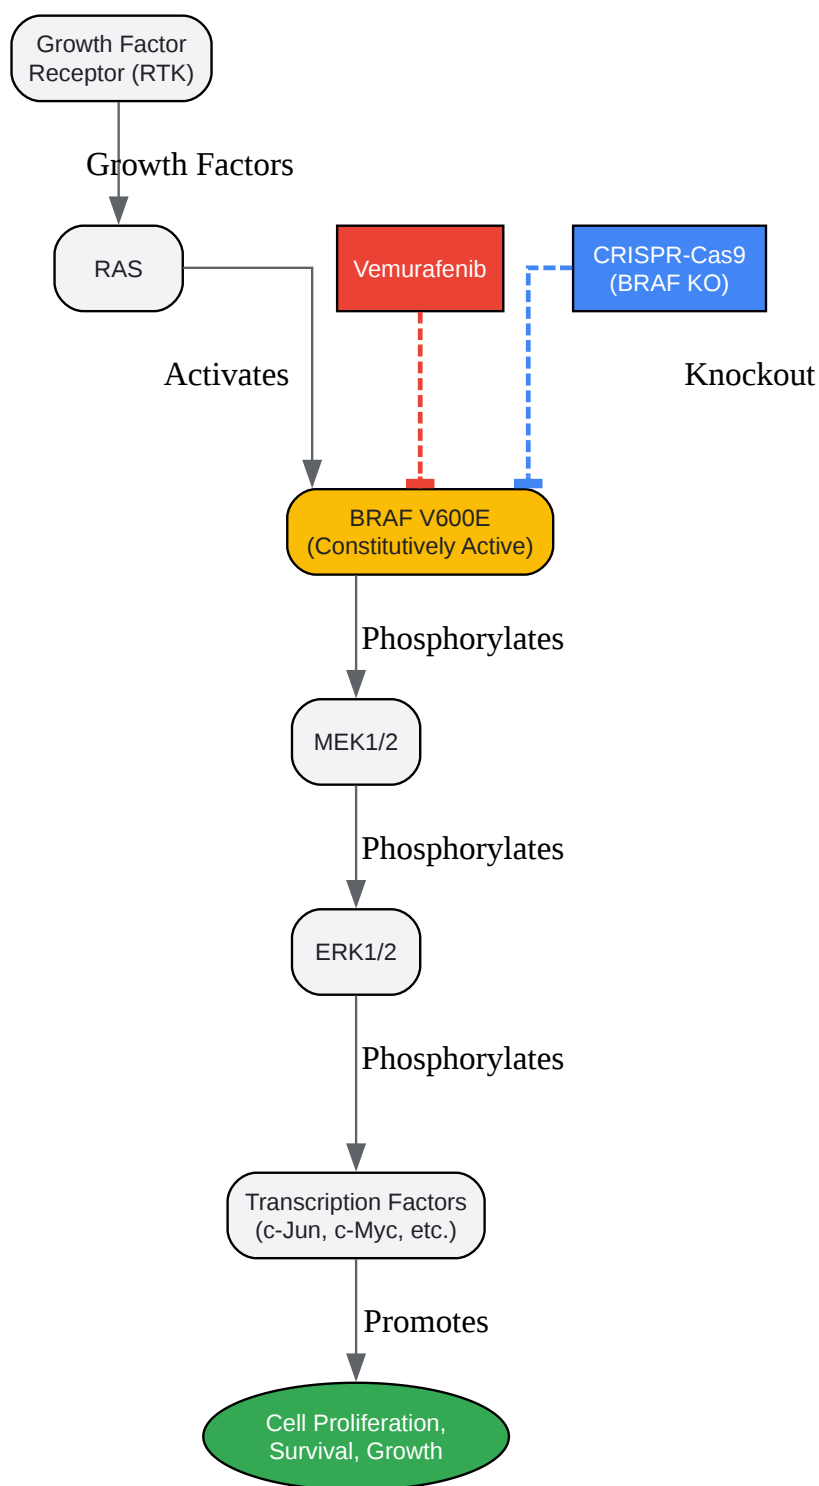 Growth Factor
Receptor (RTK)
Growth Factors
RAS
Vemurafenib
CRISPR-Cas9
(BRAF KO)
Activates
Knockout
BRAF V600E
(Constitutively Active)
Phosphorylates
MEK1/2
Phosphorylates
ERK1/2
Phosphorylates
Transcription Factors
(c-Jun, c-Myc, etc.)
Promotes
Cell Proliferation,
Survival, Growth